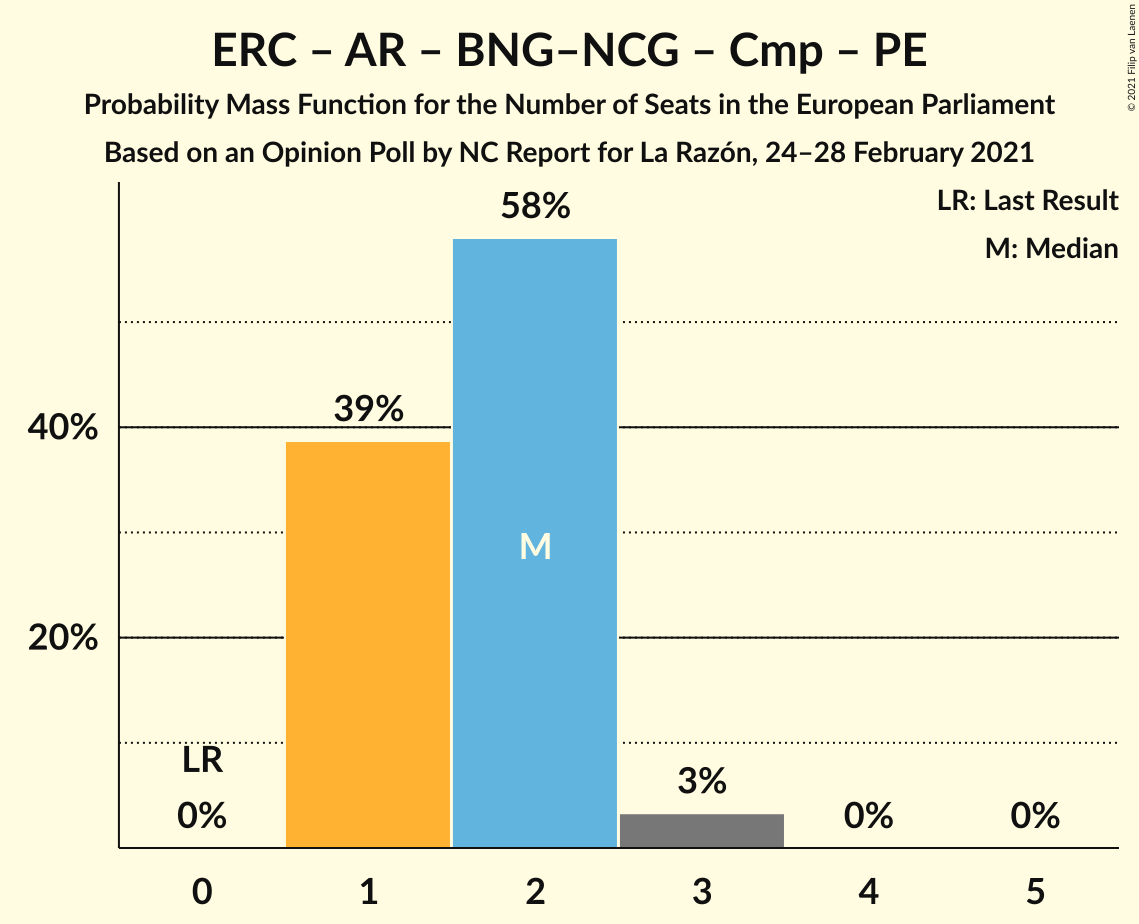 ERC – AR – BNG–NCG – Cmp – PE
Probability Mass Function for the Number of Seats in the European Parliament
Based on an Opinion Poll by NC Report for La Razón, 24–28 February 2021
© 2021 Filip van Laenen
LR: Last Result
M: Median
58%
39%
40%
M
20%
LR
0%
3%
0%
0%
0
1
2
3
4
5